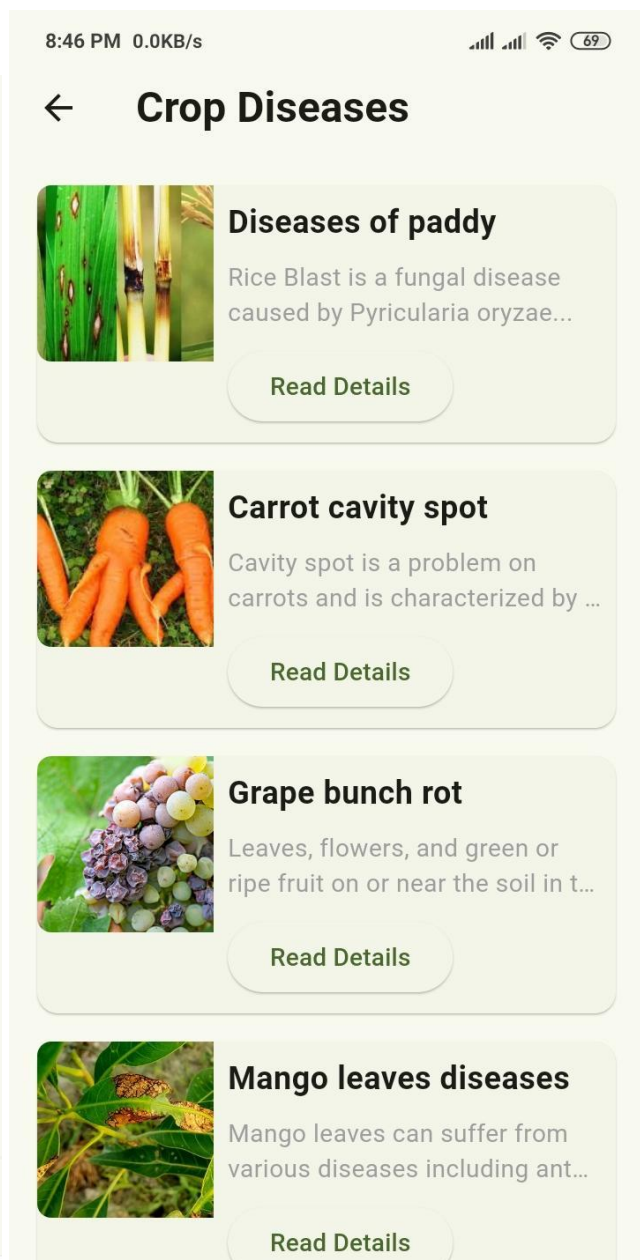 8:46 PM 0.0KB/s 69
Crop Diseases
Diseases of paddy
Rice Blast is a fungal disease
caused by Pyricularia oryzae...
Read Details
Carrot cavity spot
Cavity spot is a problem on
carrots and is characterized by ...
Read Details
Grape bunch rot
Leaves, flowers, and green or
ripe fruit on or near the soil in t...
Read Details
Mango leaves diseases
Mango leaves can suffer from
various diseases including ant...
Read Details